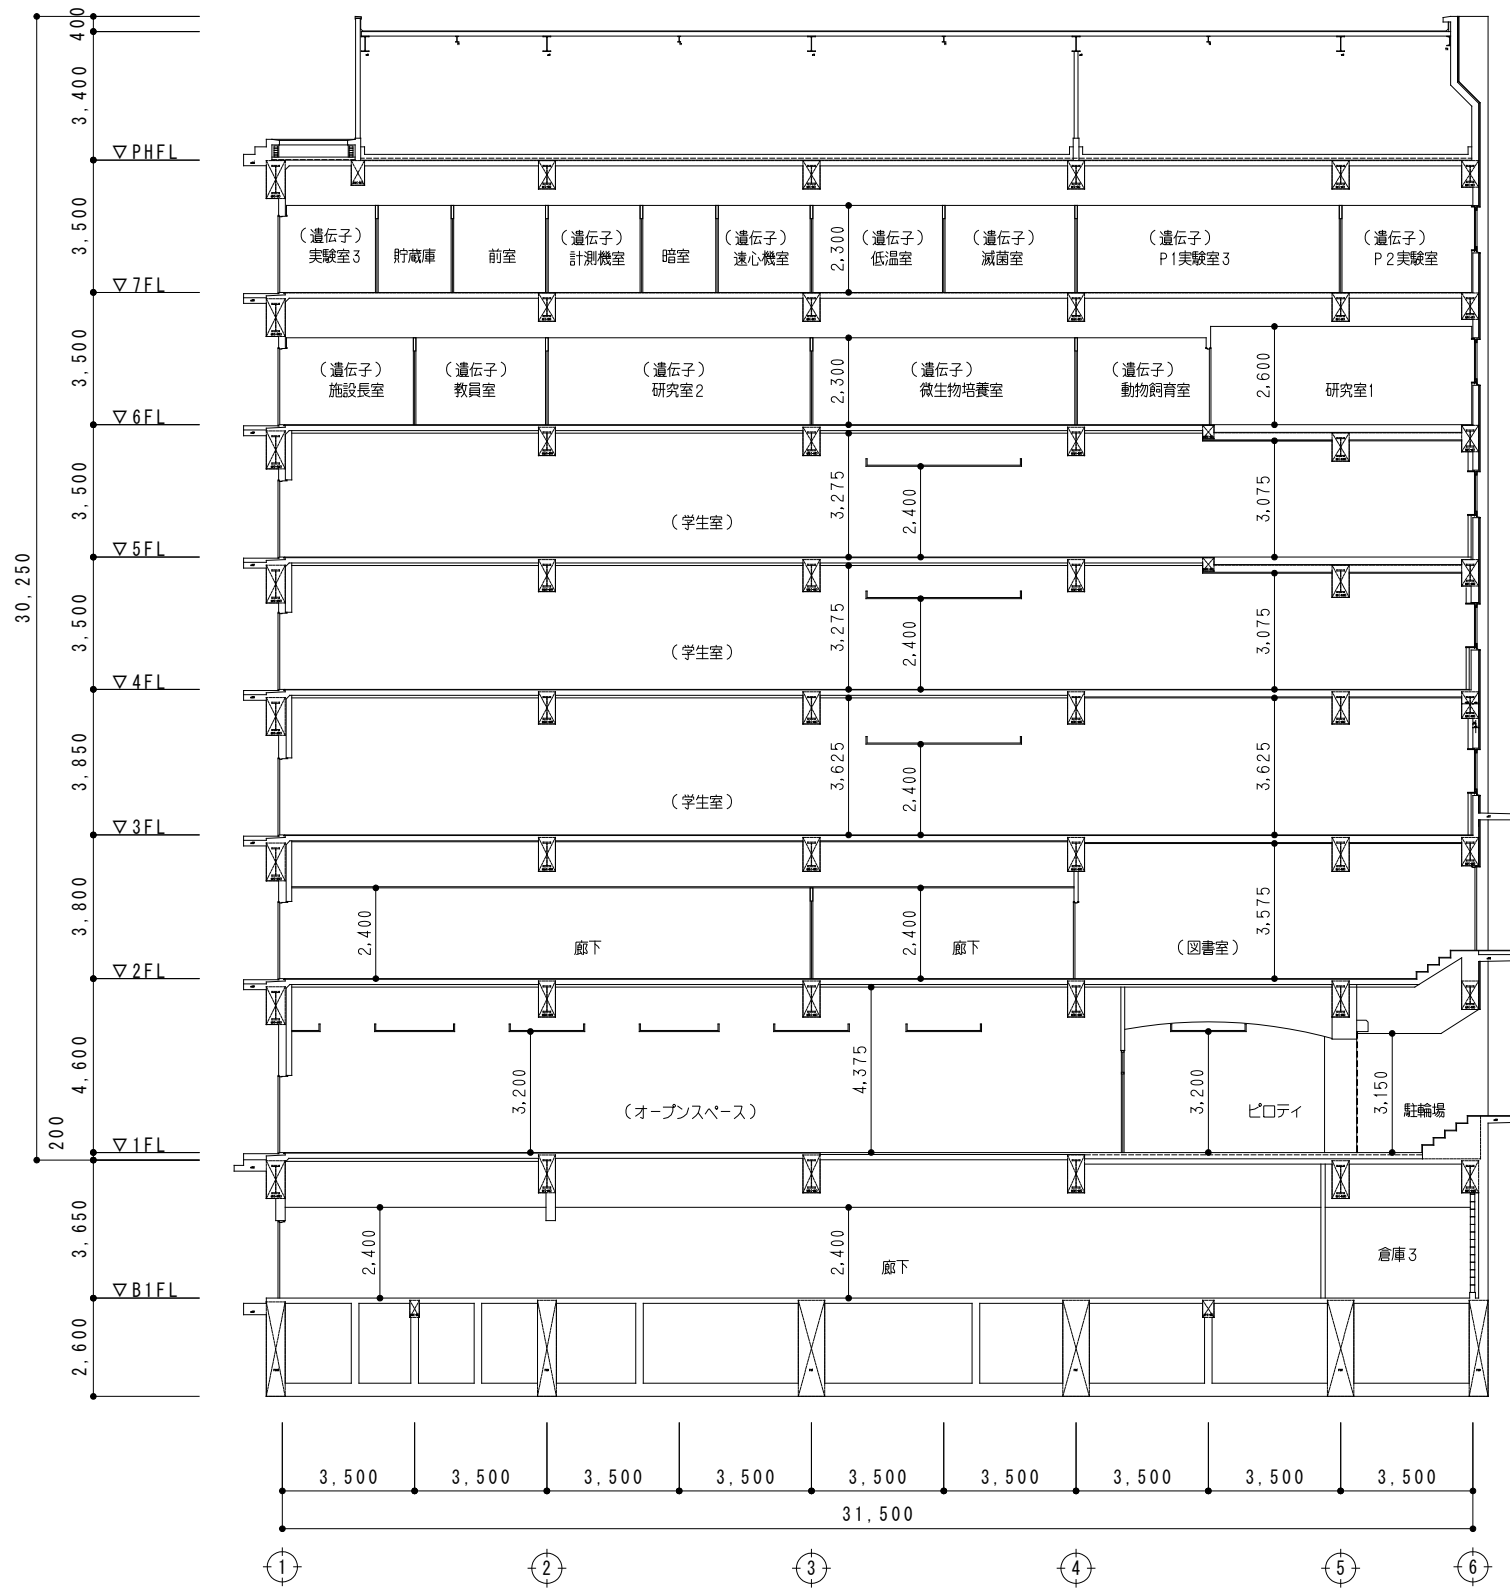 400
3,400
▽PHFL
3,500
(遺伝子)
実験室3
貯蔵庫
前室
(遺伝子)
計測機室
暗室
(遺伝子)
遠心機室
2,300
(遺伝子)
低温室
(遺伝子)
滅菌室
(遺伝子)
P1実験室3
(遺伝子)
P2実験室
▽7FL
3,500
(遺伝子)
施設長室
(遺伝子)
教員室
(遺伝子)
研究室2
2,300
(遺伝子)
微生物培養室
(遺伝子)
動物飼育室
2,600
研究室1
▽6FL
3,500
(学生室)
3,275
2,400
3,075
▽5FL
30,250
3,500
(学生室)
3,275
2,400
3,075
▽4FL
3,850
(学生室)
3,625
2,400
3,625
▽3FL
3,800
2,400
廊下
2,400
廊下
(図書室)
3,575
▽2FL
4,600
3,200
(オープンスペース)
4,375
3,200
ピロティ
3,150
駐輪場
200
▽1FL
3,650
2,400
2,400
廊下
倉庫3
▽B1FL
2,600
3,500 3,500 3,500 3,500 3,500 3,500 3,500 3,500 3,500
31,500
1 2 3 4 5 6